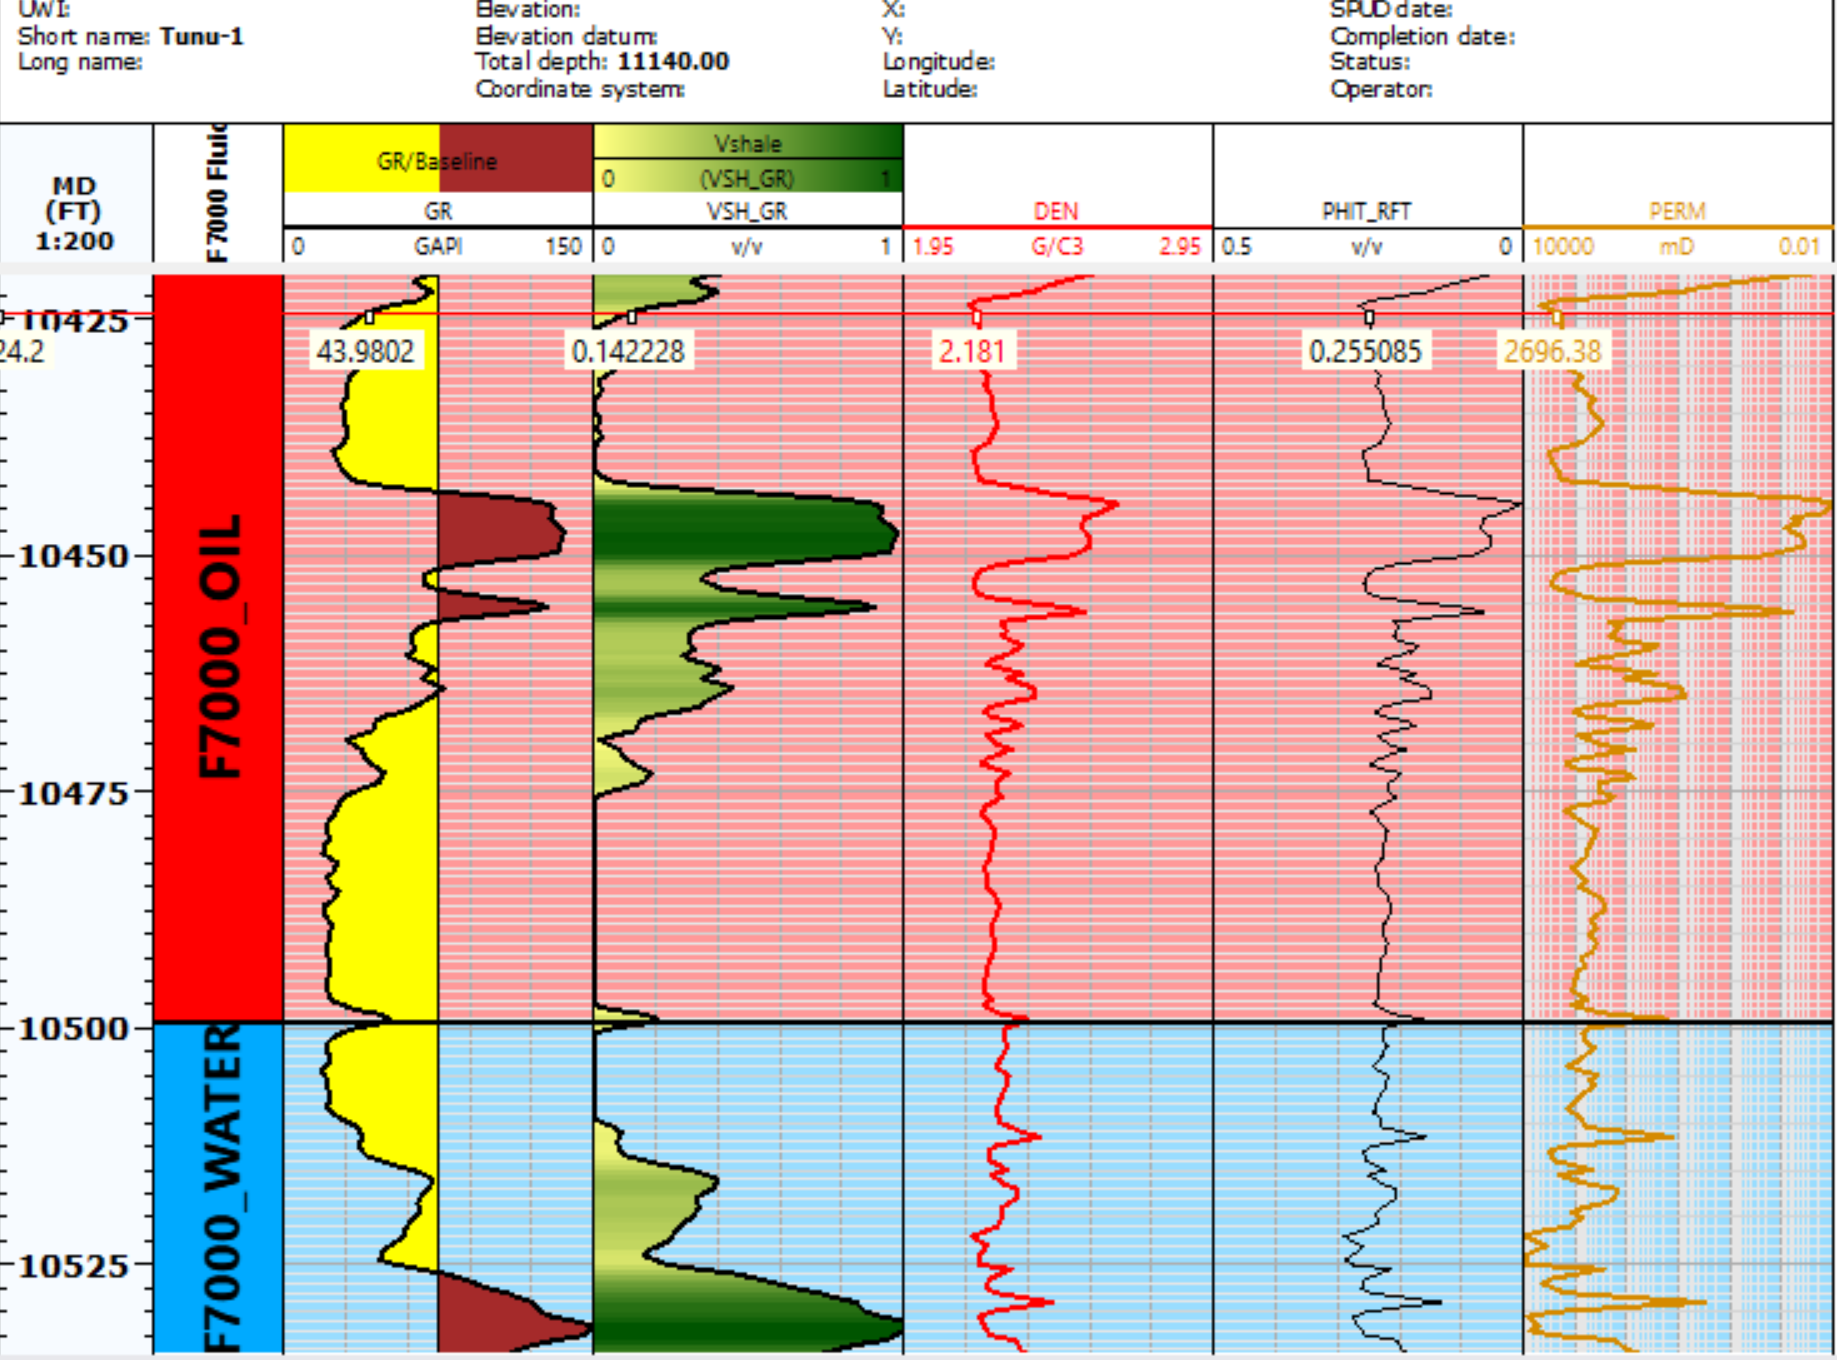 UWI:
Elevation:
X:
SPUD date:
Short name: Tunu-1
Elevation datum:
Y:
Completion date:
Long name:
Total depth: 11140.00
Longitude:
Status:
Coordinate system:
Latitude:
Operator:
MD
(FT)
1:200
F7000 Fluid
GR/Baseline
GR
0 GAPI 150
Vshale
0 (VSH_GR) 1
VSH_GR
0 v/v 1
DEN
1.95 G/C3 2.95
PHIT_RFT
0.5 v/v 0
PERM
10000 mD 0.01
10425
24.2
43.9802
0.142228
2.181
0.255085
2696.38
10450
F7000_OIL
10475
10500
F7000_WATER
10525